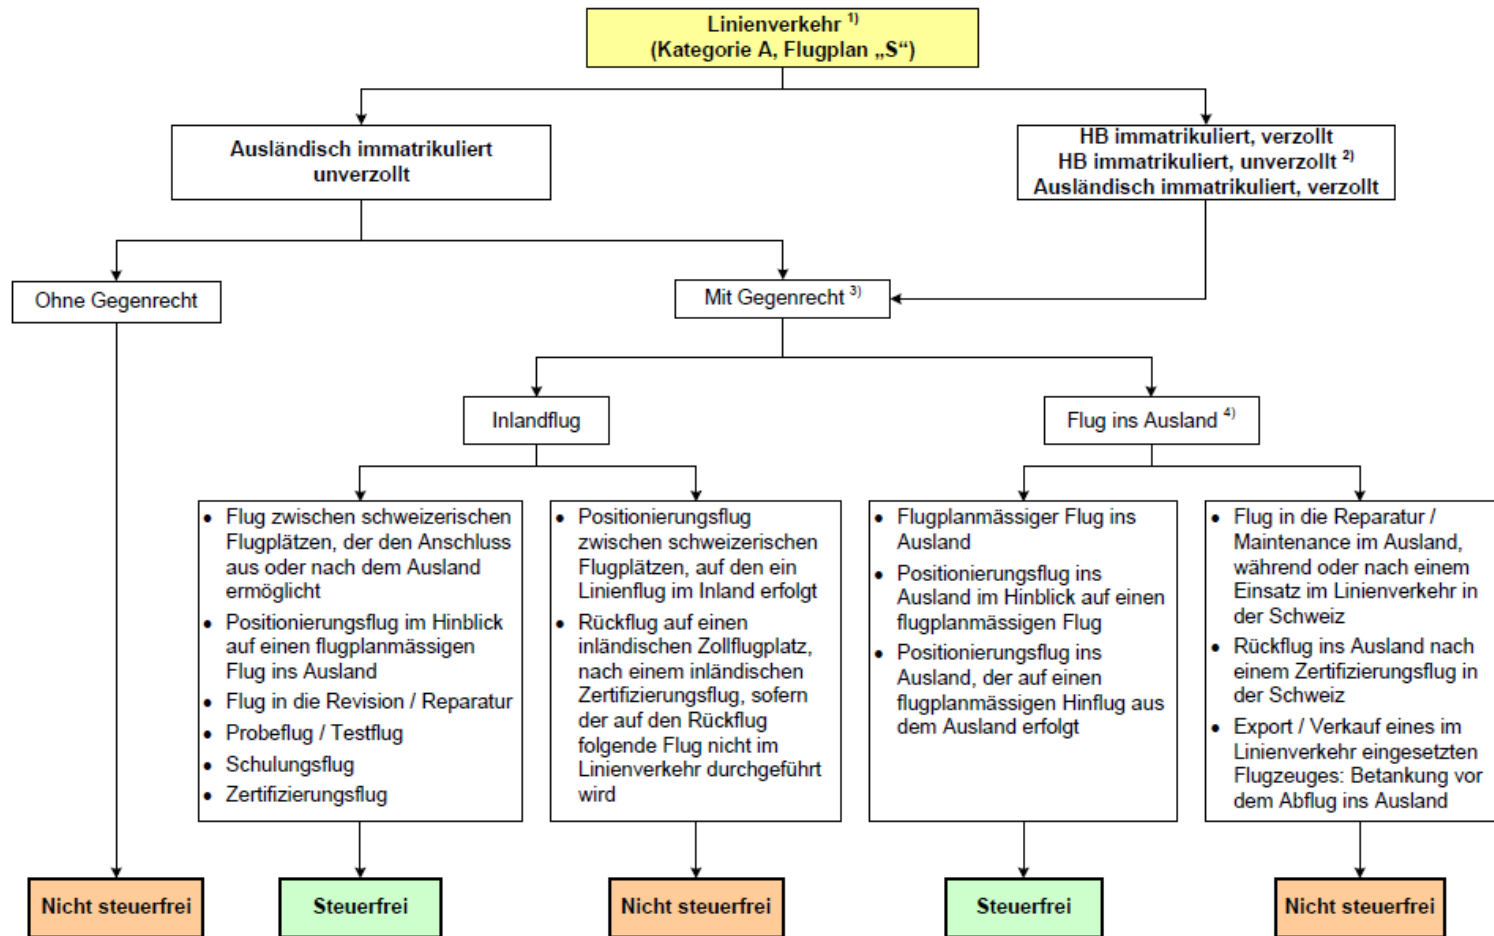 Linienverkehr 1)
(Kategorie A, Flugplan „S“)
Ausländisch immatrikuliert
unverzollt
HB immatrikuliert, verzollt
HB immatrikuliert, unverzollt 2)
Ausländisch immatrikuliert, verzollt
Ohne Gegenrecht
Mit Gegenrecht 3)
Inlandflug
Flug ins Ausland 4)
• Flug zwischen schweizerischen
Flugplätzen, der den Anschluss
aus oder nach dem Ausland
ermöglicht
• Positionierungsflug im Hinblick
auf einen flugplanmässigen
Flug ins Ausland
• Flug in die Revision / Reparatur
• Probeflug / Testflug
• Schulungsflug
• Zertifizierungsflug
• Positionierungsflug
zwischen schweizerischen
Flugplätzen, auf den ein
Linienflug im Inland erfolgt
• Rückflug auf einen
inländischen Zollflugplatz,
nach einem inländischen
Zertifizierungsflug, sofern
der auf den Rückflug
folgende Flug nicht im
Linienverkehr durchgeführt
wird
• Flugplanmässiger Flug ins
Ausland
• Positionierungsflug ins
Ausland im Hinblick auf einen
flugplanmässigen Flug
• Positionierungsflug ins
Ausland, der auf einen
flugplanmässigen Hinflug aus
dem Ausland erfolgt
• Flug in die Reparatur /
Maintenance im Ausland,
während oder nach einem
Einsatz im Linienverkehr in
der Schweiz
• Rückflug ins Ausland nach
einem Zertifizierungsflug in
der Schweiz
• Export / Verkauf eines im
Linienverkehr eingesetzten
Flugzeuges: Betankung vor
dem Abflug ins Ausland
Nicht steuerfrei
Steuerfrei
Nicht steuerfrei
Steuerfrei
Nicht steuerfrei